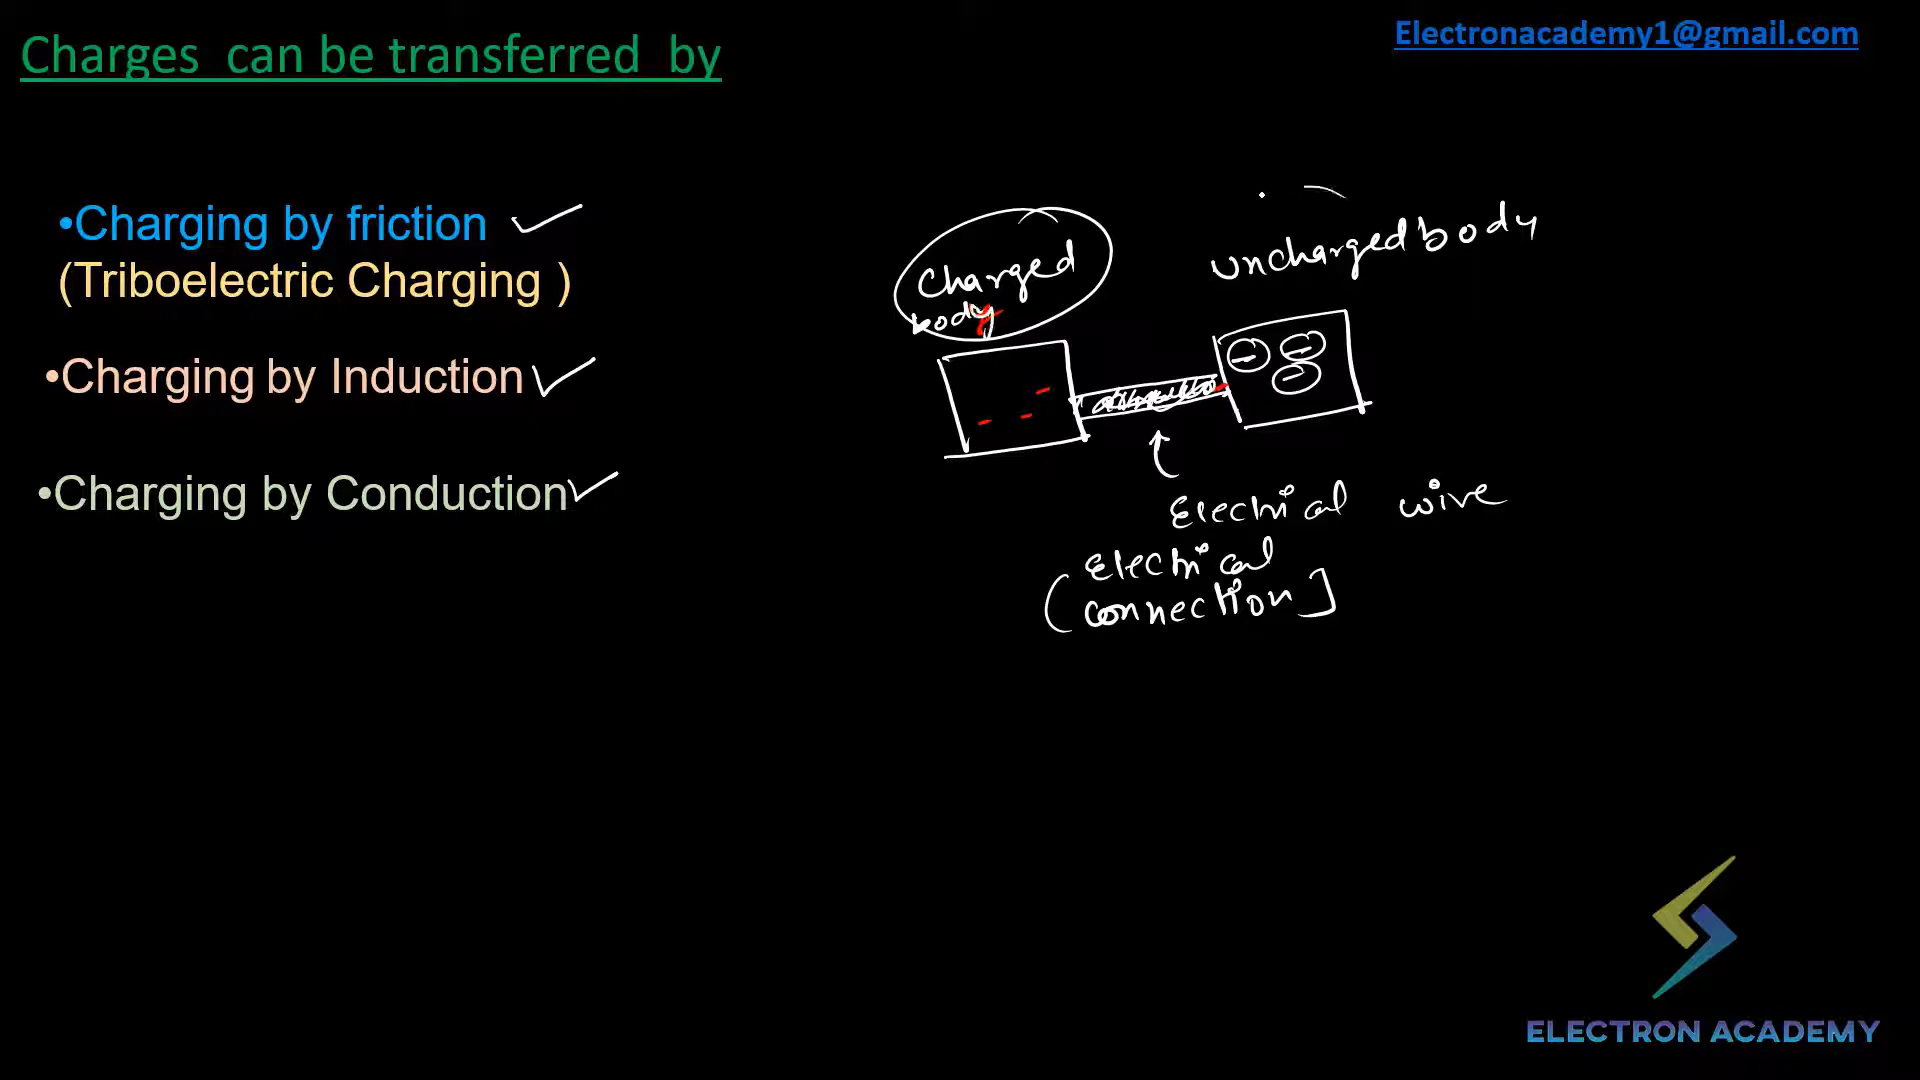 Charges can be transferred by
Electronacademy1@gmail.com
•Charging by friction
(Triboelectric Charging )
•Charging by Induction
•Charging by Conduction
Charged
body
unchargedbody
Electrical wire
(Electrical
connection]
ELECTRON ACADEMY